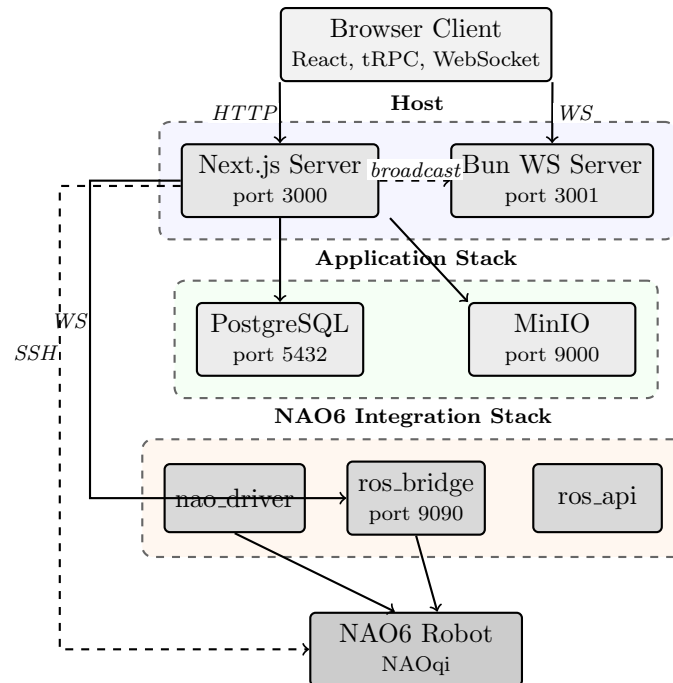 Browser Client
React, tRPC, WebSocket
HTTP
Host
WS
Next.js Server
port 3000
broadcast
Bun WS Server
port 3001
Application Stack
PostgreSQL
port 5432
MinIO
port 9000
WS
SSH
NAO6 Integration Stack
nao_driver
ros_bridge
port 9090
ros_api
NAO6 Robot
NAOqi